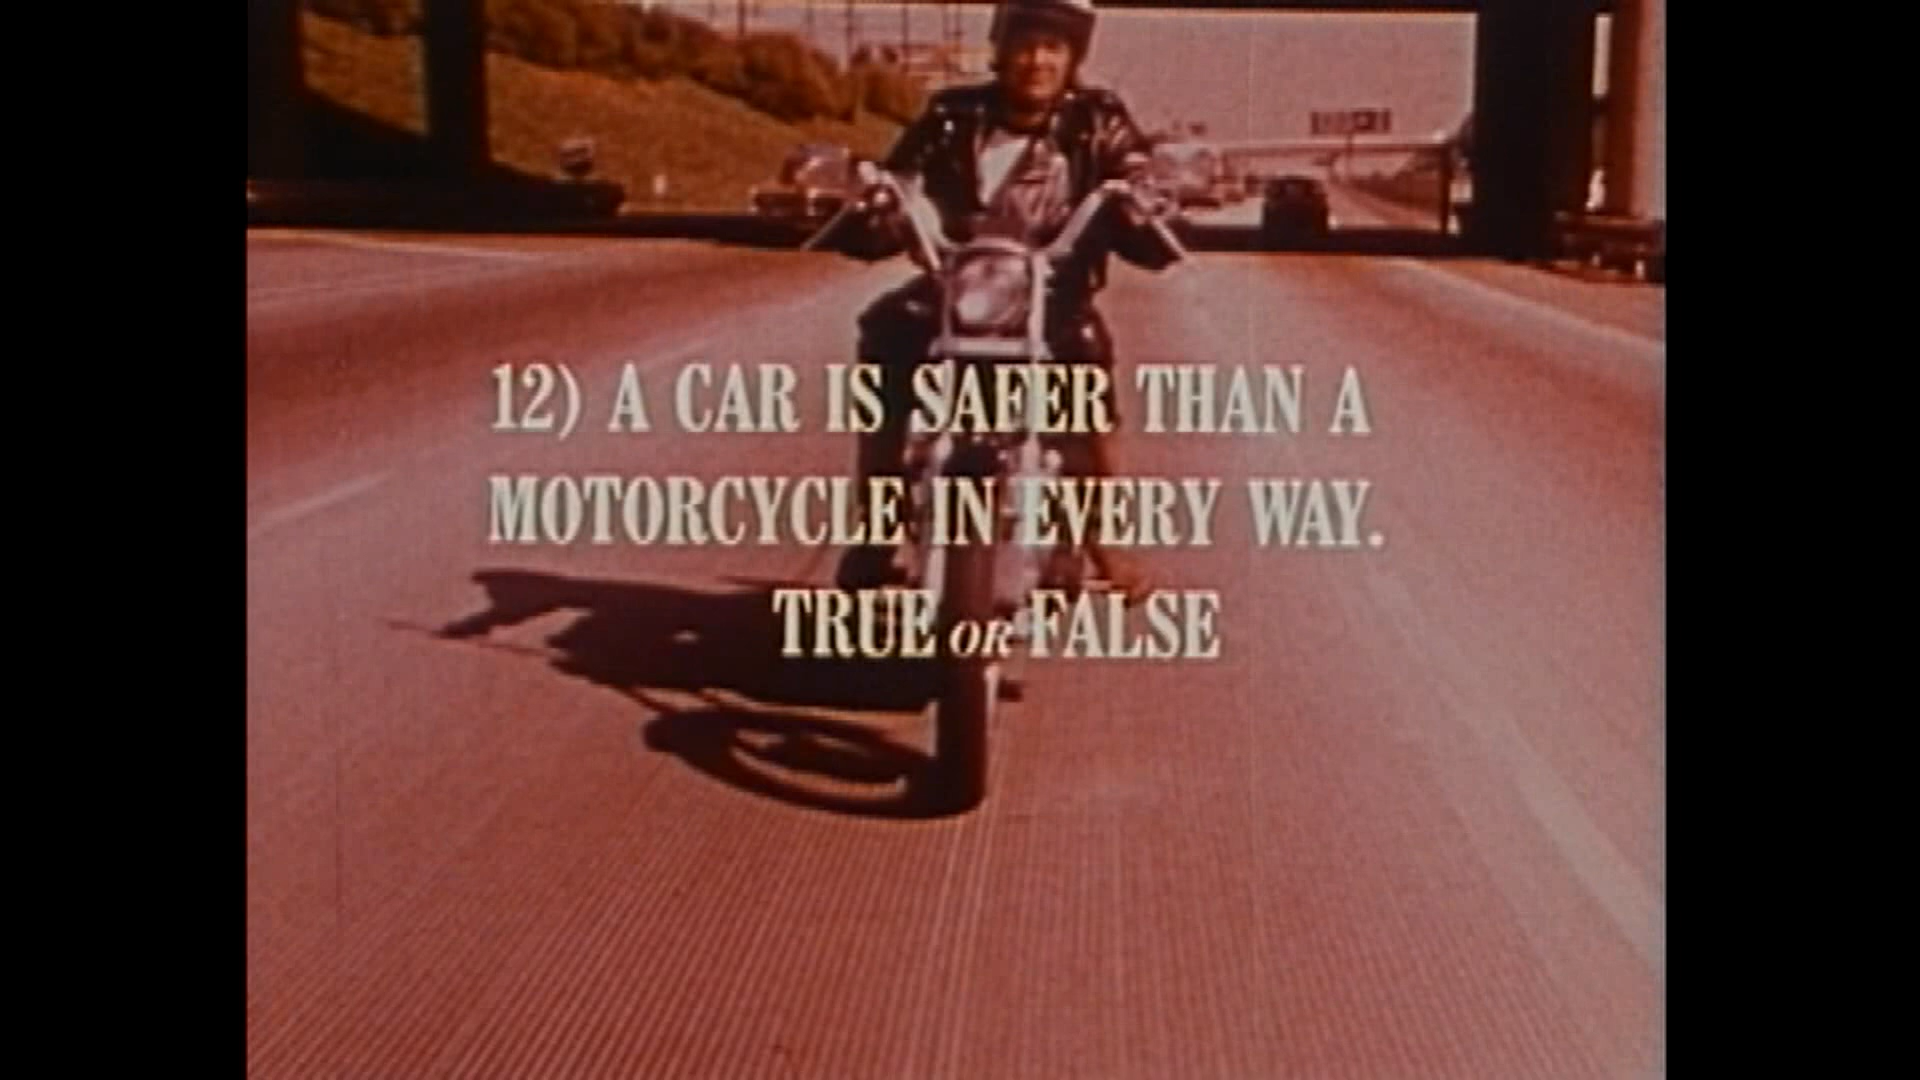 12) A CAR IS SAFER THAN A
MOTORCYCLE IN EVERY WAY.
TRUE OR FALSE